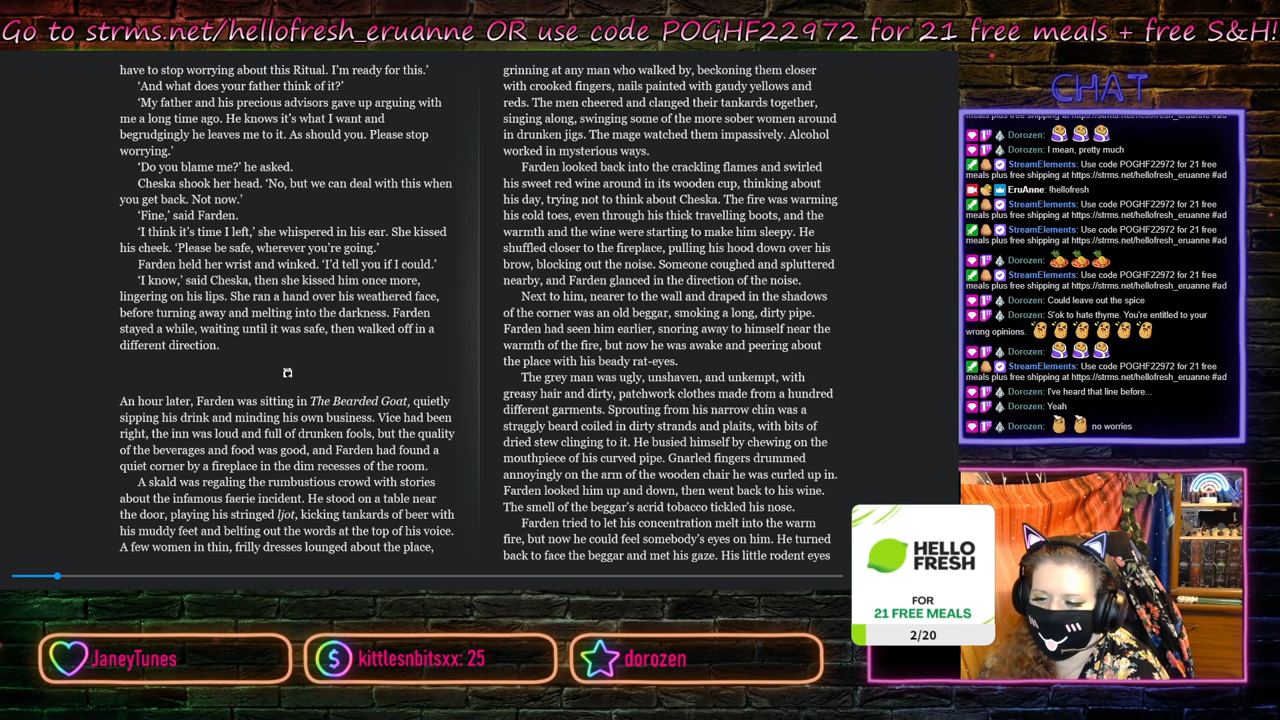 Go to strms.net/hellofresh_eruanne OR use code POGHF22972 for 21 free meals + free S&H!
have to stop worrying about this Ritual. I'm ready for this.’
‘And what does your father think of it?’
‘My father and his precious advisors gave up arguing with
me a long time ago. He knows it's what I want and
begrudgingly he leaves me to it. As should you. Please stop
worrying.’
‘Do you blame me?’ he asked.
Cheska shook her head. ‘No, but we can deal with this when
you get back. Not now.’
‘Fine,’ said Farden.
‘I think it's time I left,’ she whispered in his ear. She kissed
his cheek. ‘Please be safe, wherever you're going.’
Farden held her wrist and winked. ‘I'd tell you if I could.’
‘I know,’ said Cheska, then she kissed him once more,
lingering on his lips. She ran a hand over his weathered face,
before turning away and melting into the darkness. Farden
stayed a while, waiting until it was safe, then walked off in a
different direction.
An hour later, Farden was sitting in The Bearded Goat, quietly
sipping his drink and minding his own business. Vice had been
right, the inn was loud and full of drunken fools, but the quality
of the beverages and food was good, and Farden had found a
quiet corner by a fireplace in the dim recesses of the room.
A skald was regaling the rumbustious crowd with stories
about the infamous faerie incident. He stood on a table near
the door, playing his stringed ljot, kicking tankards of beer with
his muddy feet and belting out the words at the top of his voice.
A few women in thin, frilly dresses lounged about the place,
grinning at any man who walked by, beckoning them closer
with crooked fingers, nails painted with gaudy yellows and
reds. The men cheered and clanged their tankards together,
singing along, swinging some of the more sober women around
in drunken jigs. The mage watched them impassively. Alcohol
worked in mysterious ways.
Farden looked back into the crackling flames and swirled
his sweet red wine around in its wooden cup, thinking about
his day, trying not to think about Cheska. The fire was warming
his cold toes, even through his thick travelling boots, and the
warmth and the wine were starting to make him sleepy. He
shuffled closer to the fireplace, pulling his hood down over his
brow, blocking out the noise. Someone coughed and spluttered
nearby, and Farden glanced in the direction of the noise.
Next to him, nearer to the wall and draped in the shadows
of the corner was an old beggar, smoking a long, dirty pipe.
Farden had seen him earlier, snoring away to himself near the
warmth of the fire, but now he was awake and peering about
the place with his beady rat-eyes.
The grey man was ugly, unshaven, and unkempt, with
greasy hair and dirty, patchwork clothes made from a hundred
different garments. Sprouting from his narrow chin was a
straggly beard coiled in dirty strands and plaits, with bits of
dried stew clinging to it. He busied himself by chewing on the
mouthpiece of his curved pipe. Gnarled fingers drummed
annoyingly on the arm of the wooden chair he was curled up in.
Farden looked him up and down, then went back to his wine.
The smell of the beggar's acrid tobacco tickled his nose.
Farden tried to let his concentration melt into the warm
fire, but now he could feel somebody's eyes on him. He turned
back to face the beggar and met his gaze. His little rodent eyes
CHAT
meals plus free shipping at https://strms.net/hellofresh_eruanne #ad
Dorozen:
Dorozen: I mean, pretty much
StreamElements: Use code POGHF22972 for 21 free
meals plus free shipping at https://strms.net/hellofresh_eruanne #ad
EruAnne: !hellofresh
StreamElements: Use code POGHF22972 for 21 free
meals plus free shipping at https://strms.net/hellofresh_eruanne #ad
StreamElements: Use code POGHF22972 for 21 free
meals plus free shipping at https://strms.net/hellofresh_eruanne #ad
Dorozen:
StreamElements: Use code POGHF22972 for 21 free
meals plus free shipping at https://strms.net/hellofresh_eruanne #ad
Dorozen: Could leave out the spice
Dorozen: S'ok to hate thyme. You're entitled to your
wrong opinions.
Dorozen:
StreamElements: Use code POGHF22972 for 21 free
meals plus free shipping at https://strms.net/hellofresh_eruanne #ad
Dorozen: I've heard that line before...
Dorozen: Yeah
Dorozen: no worries
HELLO
FRESH
FOR
21 FREE MEALS
2/20
JaneyTunes
kittlesnbitsxx: 25
dorozen